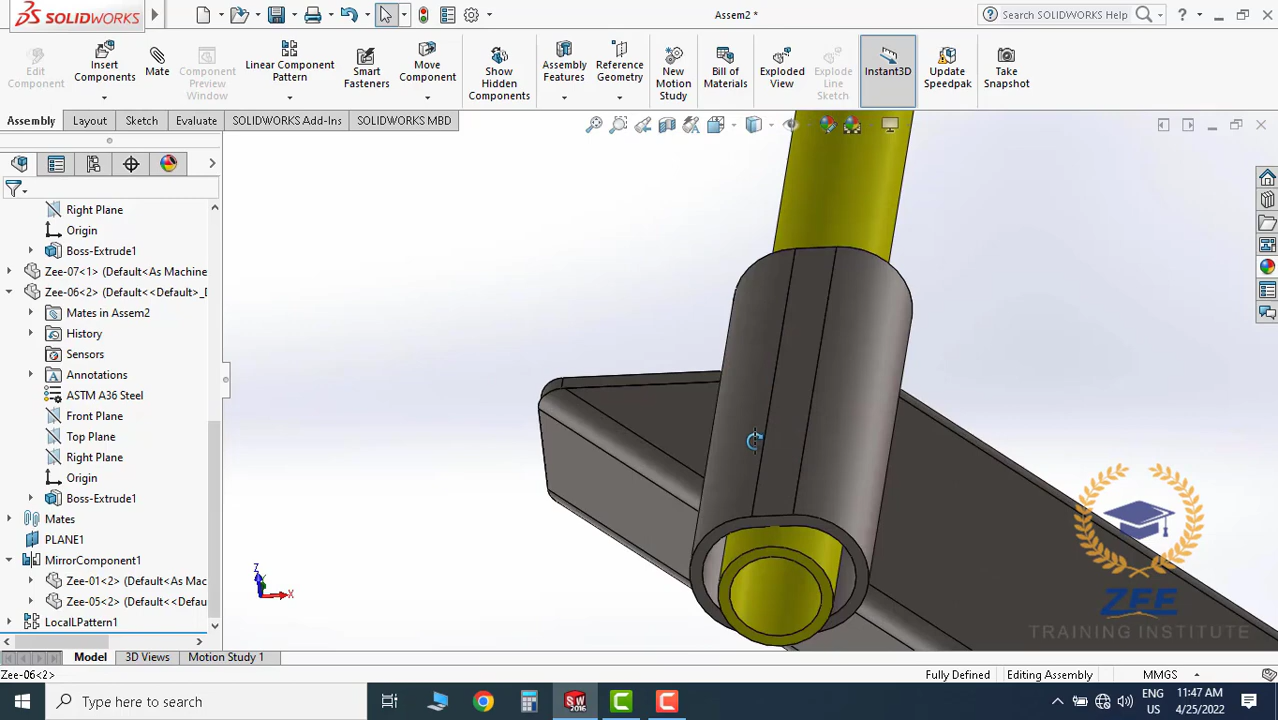 SOLIDWORKS
Assem2 *
Search SOLIDWORKS Help
Edit Component
Insert Components
Mate
Component Preview Window
Linear Component Pattern
Smart Fasteners
Move Component
Show Hidden Components
Assembly Features
Reference Geometry
New Motion Study
Bill of Materials
Exploded View
Explode Line Sketch
Instant3D
Update Speedpak
Take Snapshot
Assembly
Layout
Sketch
Evaluate
SOLIDWORKS Add-Ins
SOLIDWORKS MBD
Right Plane
Origin
Boss-Extrude1
Zee-07<1> (Default<As Machine
Zee-06<2> (Default<<Default>_D
Mates in Assem2
History
Sensors
Annotations
ASTM A36 Steel
Front Plane
Top Plane
Right Plane
Origin
Boss-Extrude1
Mates
PLANE1
MirrorComponent1
Zee-01<2> (Default<As Mac
Zee-05<2> (Default<<Defau
LocalLPattern1
Z
X
ZEE
TRAINING INSTITUTE
Model
3D Views
Motion Study 1
Zee-06<2>
Fully Defined
Editing Assembly
MMGS
Type here to search
SW
2016
ENG
US
11:47 AM
4/25/2022